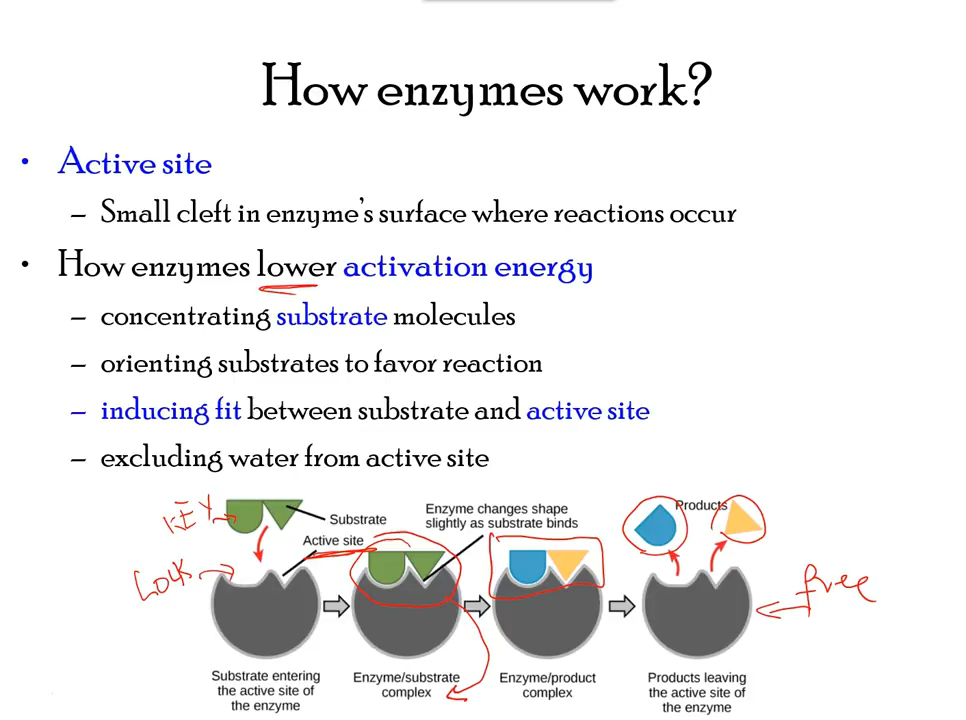 How enzymes work?
• Active site
– Small cleft in enzyme's surface where reactions occur
• How enzymes lower activation energy
– concentrating substrate molecules
– orienting substrates to favor reaction
– inducing fit between substrate and active site
– excluding water from active site
KEY
Substrate
Active site
Enzyme changes shape
slightly as substrate binds
Products
Lock
free
Substrate entering
the active site of
the enzyme
Enzyme/substrate
complex
Enzyme/product
complex
Products leaving
the active site of
the enzyme